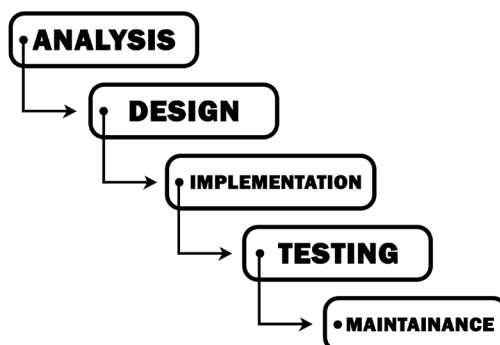 ANALYSIS
DESIGN
IMPLEMENTATION
TESTING
MAINTAINANCE